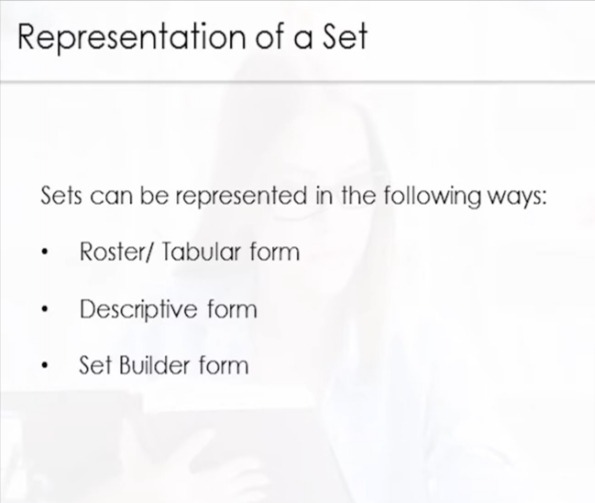 Representation of a Set
Sets can be represented in the following ways:
• Roster/ Tabular form
• Descriptive form
• Set Builder form